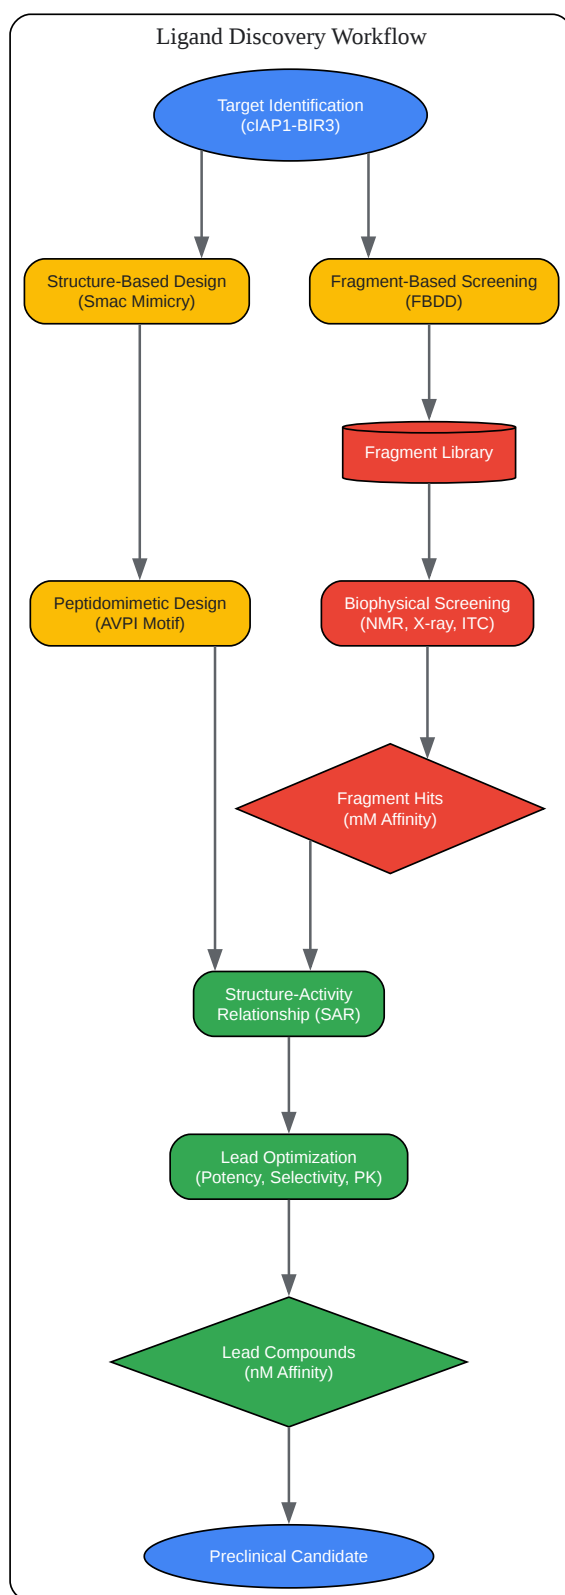 Ligand Discovery Workflow
Target Identification
(cIAP1-BIR3)
Structure-Based Design
(Smac Mimicry)
Fragment-Based Screening
(FBDD)
Fragment Library
Peptidomimetic Design
(AVPI Motif)
Biophysical Screening
(NMR, X-ray, ITC)
Fragment Hits
(mM Affinity)
Structure-Activity
Relationship (SAR)
Lead Optimization
(Potency, Selectivity, PK)
Lead Compounds
(nM Affinity)
Preclinical Candidate